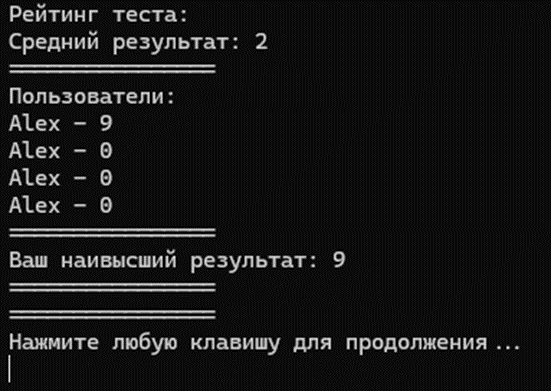 Рейтинг теста:
Средний результат: 2
================
Пользователи:
Alex - 9
Alex - 0
Alex - 0
Alex - 0
================
Ваш наивысший результат: 9
================
================
Нажмите любую клавишу для продолжения...